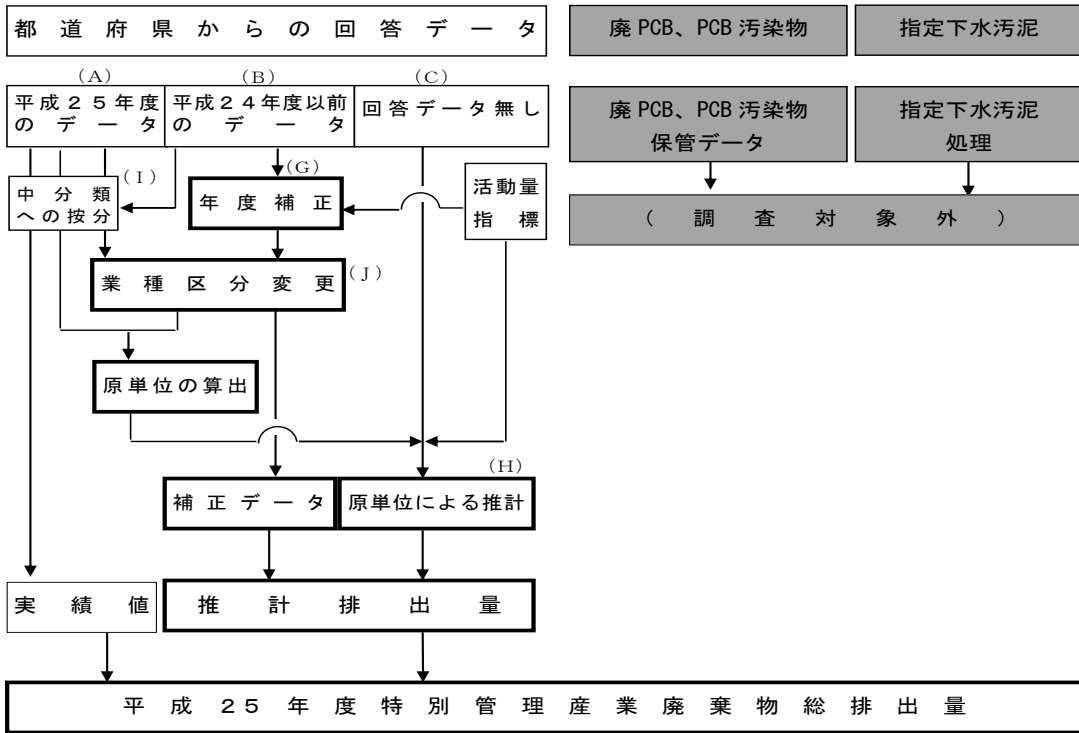 都道府県からの回答データ
廃PCB、PCB汚染物
指定下水汚泥
(A)
(B)
(C)
平成25年度
のデータ
平成24年度以前
のデータ
回答データ無し
廃PCB、PCB汚染物
保管データ
指定下水汚泥
処理
(I)
(G)
中分類
への按分
年度補正
活動量
指標
(調査対象外)
業種区分変更
(J)
原単位の算出
(H)
補正データ
原単位による推計
実績値
推計排出量
平成25年度特別管理産業廃棄物総排出量